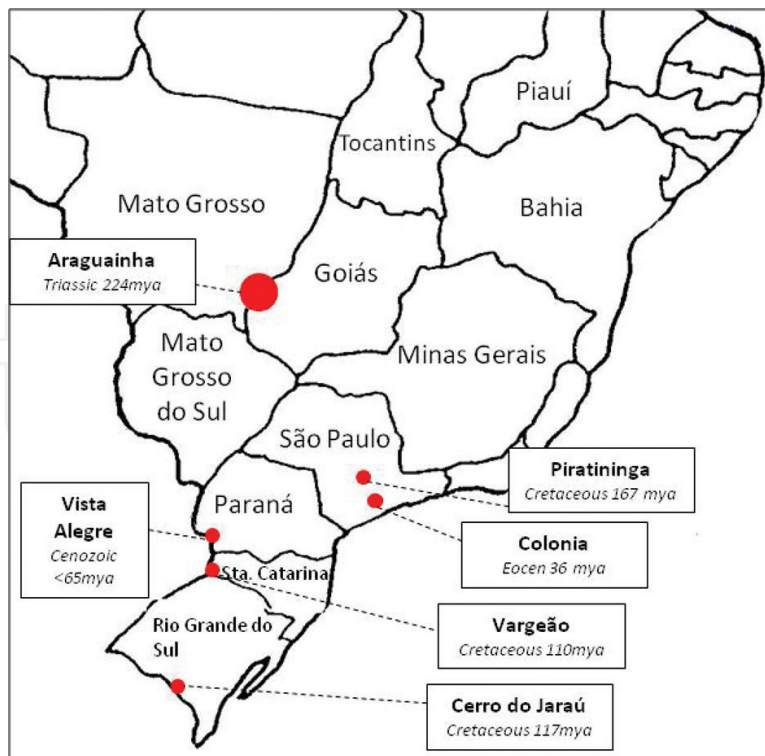 Piauí
Tocantins
Mato Grosso
Bahia
Araguainha
Triassic 224mya
Goiás
Mato
Grosso
do Sul
Minas Gerais
São Paulo
Piratininga
Cretaceous 167 mya
Vista
Alegre
Cenozoic
<65mya
Paraná
Colonia
Eocen 36 mya
Sta. Catarina
Rio Grande do
Sul
Vargeão
Cretaceous 110mya
Cerro do Jaraú
Cretaceous 117mya